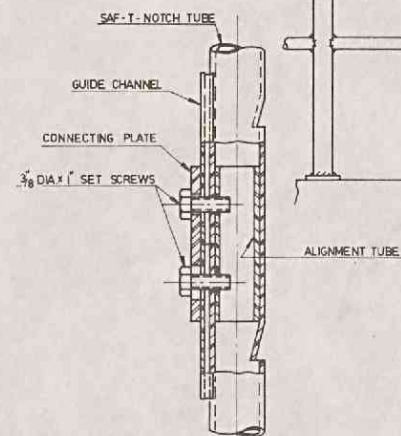 SAF-T-NOTCH TUBE
GUIDE CHANNEL
CONNECTING PLATE
3/8" DIA x 1" SET SCREWS
ALIGNMENT TUBE